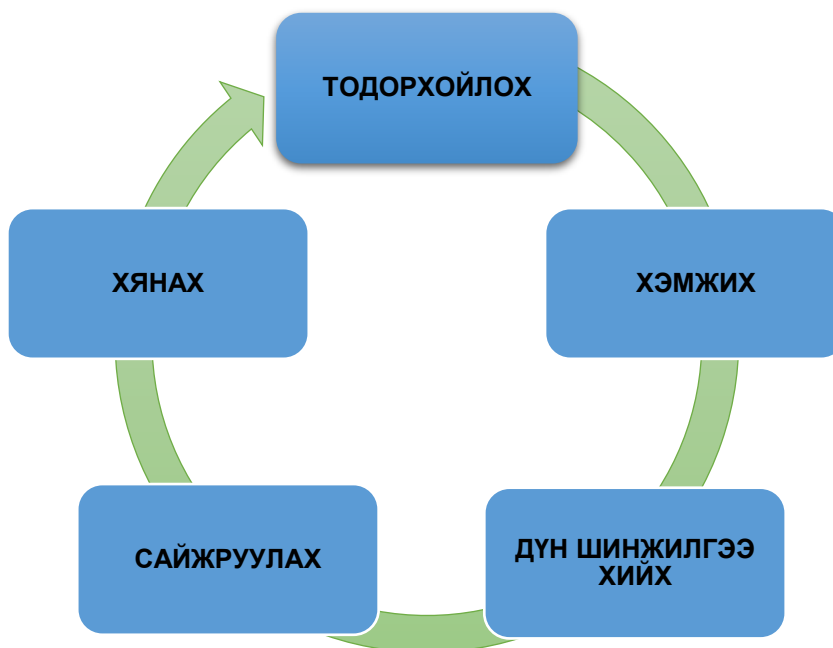 ТОДОРХОЙЛОХ
ХЭМЖИХ
ДҮН ШИНЖИЛГЭЭ
ХИЙХ
САЙЖРУУЛАХ
ХЯНАХ